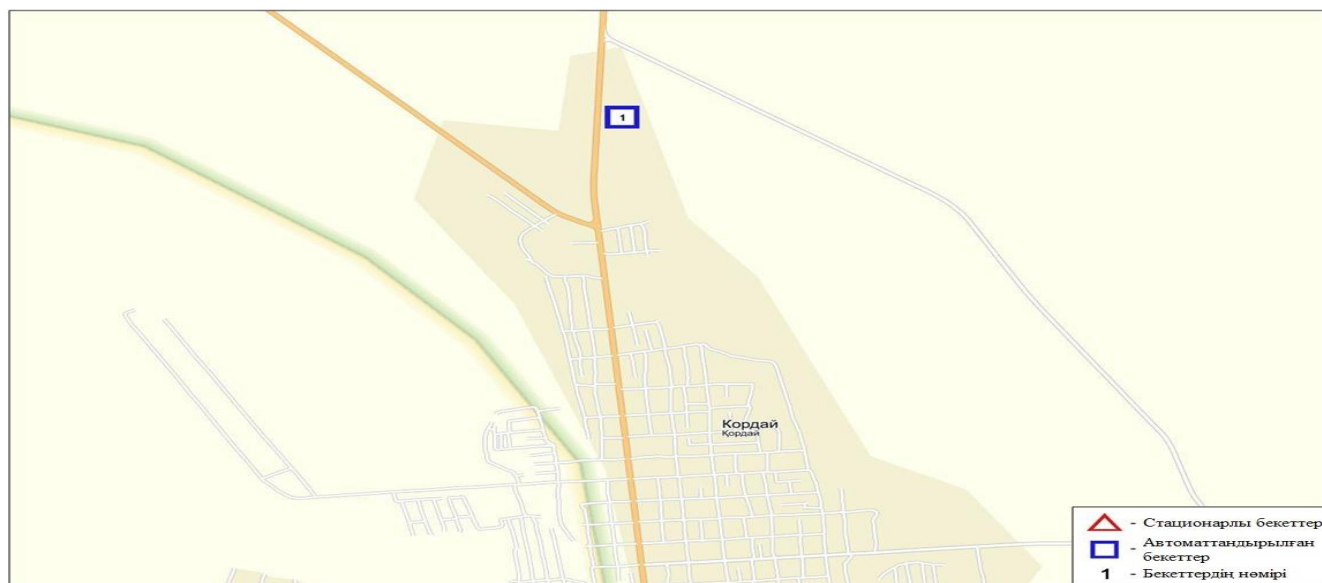 1
Кордай
Қордай
- Стационарлы бекеттер
- Автоматтандырылған
бекеттер
1 - Бекеттердің нөмірі